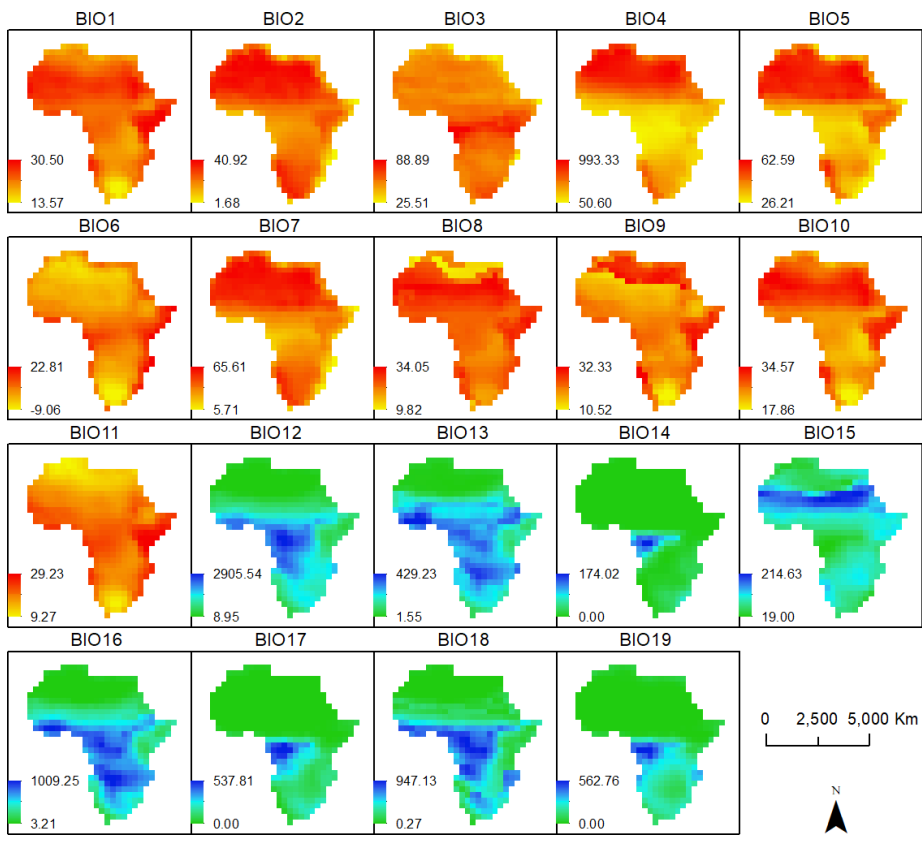 BIO1 BIO2 BIO3 BIO4 BIO5
30.50 40.92 88.89 993.33 62.59
13.57 1.68 25.51 50.60 26.21
BIO6 BIO7 BIO8 BIO9 BIO10
22.81 65.61 34.05 32.33 34.57
-9.06 5.71 9.82 10.52 17.86
BIO11 BIO12 BIO13 BIO14 BIO15
29.23 2905.54 429.23 174.02 214.63
9.27 8.95 1.55 0.00 19.00
BIO16 BIO17 BIO18 BIO19
0 2,500 5,000 Km
1009.25 537.81 947.13 562.76
N
3.21 0.00 0.27 0.00